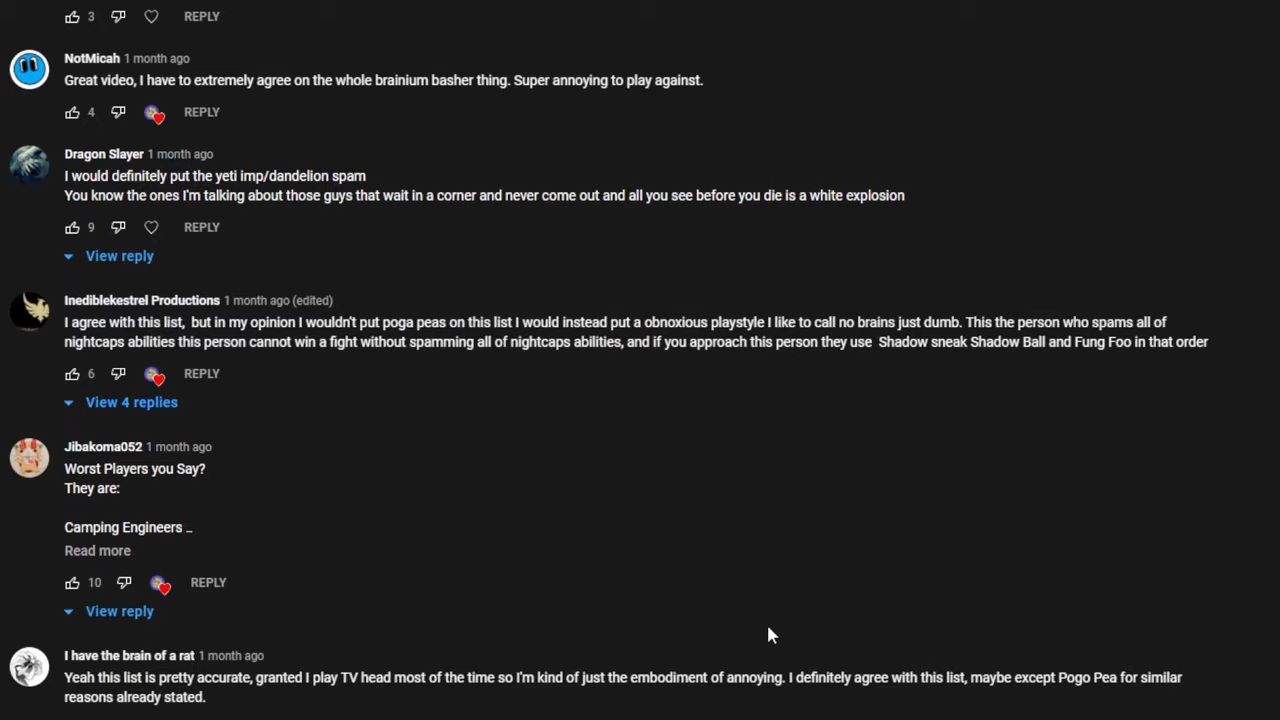 3 REPLY
NotMicah 1 month ago
Great video, I have to extremely agree on the whole brainium basher thing. Super annoying to play against.
4 REPLY
Dragon Slayer 1 month ago
I would definitely put the yeti imp/dandelion spam
You know the ones I'm talking about those guys that wait in a corner and never come out and all you see before you die is a white explosion
9 REPLY
View reply
Inediblekestrel Productions 1 month ago (edited)
I agree with this list, but in my opinion I wouldn't put poga peas on this list I would instead put a obnoxious playstyle I like to call no brains just dumb. This the person who spams all of
nightcaps abilities this person cannot win a fight without spamming all of nightcaps abilities, and if you approach this person they use Shadow sneak Shadow Ball and Fung Foo in that order
6 REPLY
View 4 replies
Jibakoma052 1 month ago
Worst Players you Say?
They are:
Camping Engineers ...
Read more
10 REPLY
View reply
I have the brain of a rat 1 month ago
Yeah this list is pretty accurate, granted I play TV head most of the time so I'm kind of just the embodiment of annoying. I definitely agree with this list, maybe except Pogo Pea for similar
reasons already stated.